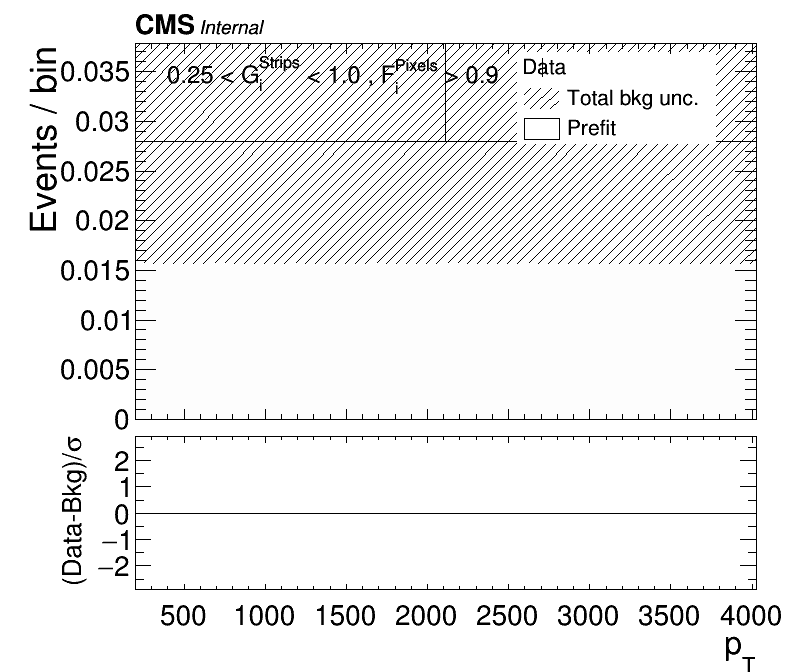 CMS Internal
Events / bin
0.035
0.03
0.025
0.02
0.015
0.01
0.005
0
0.25 < G_i^Strips < 1.0 , F_i^Pixels > 0.9
Data
Total bkg unc.
Prefit
(Data-Bkg)/σ
2
1
0
−1
−2
500 1000 1500 2000 2500 3000 3500 4000
p_T